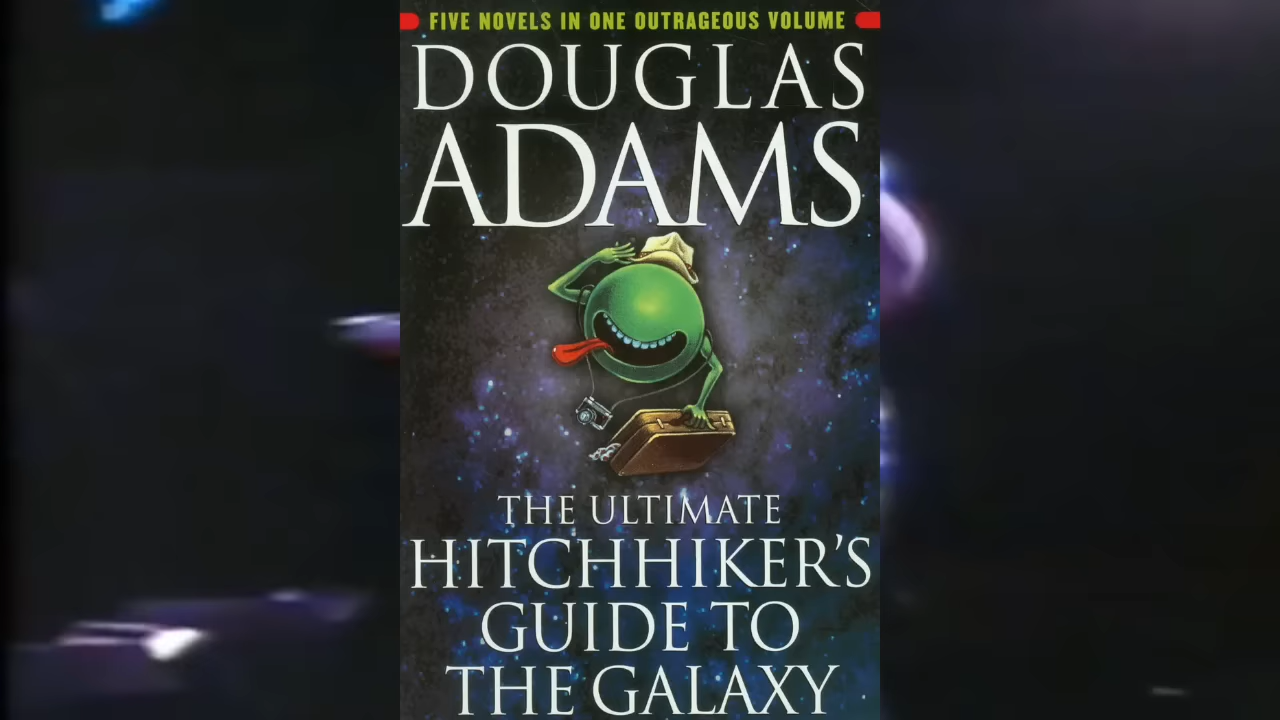 FIVE NOVELS IN ONE OUTRAGEOUS VOLUME
DOUGLAS
ADAMS
THE ULTIMATE
HITCHHIKER'S
GUIDE TO
THE GALAXY